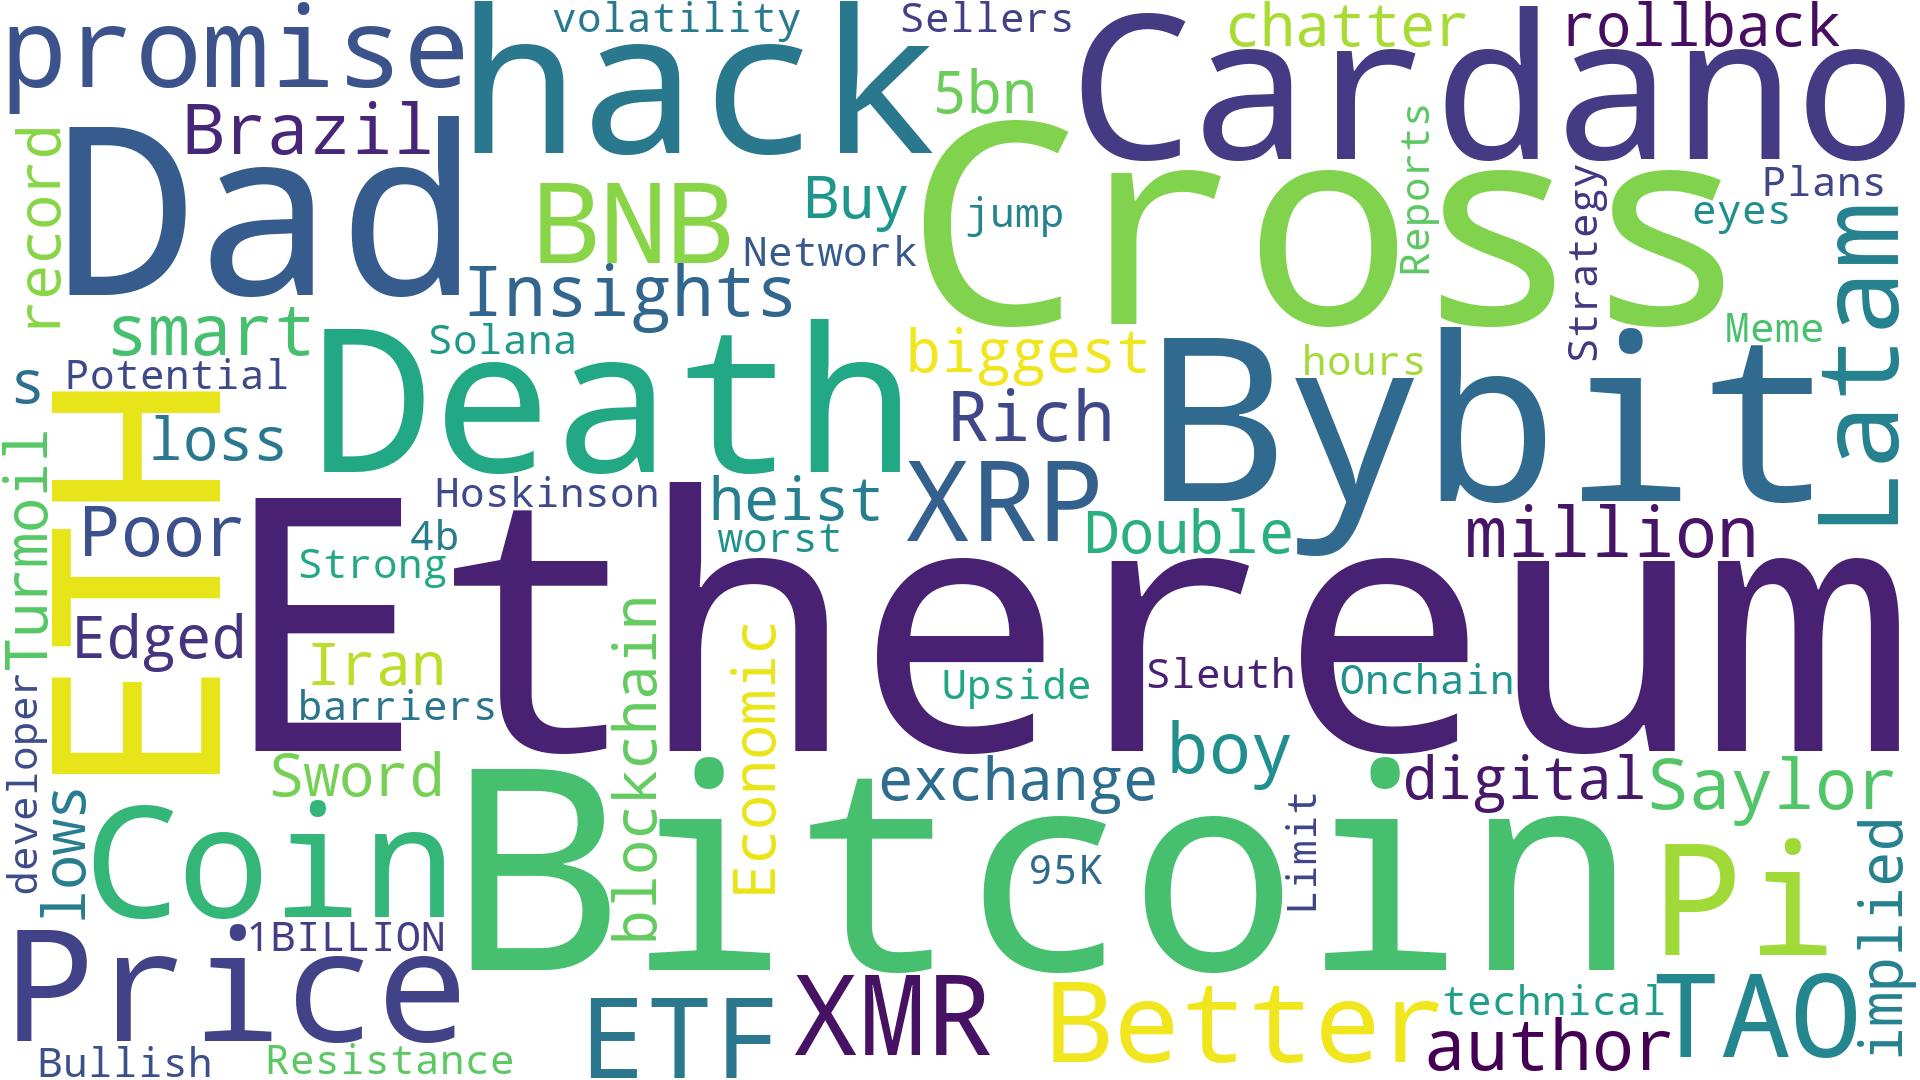 promise
volatility
hack
Sellers
Cardano
chatter
rollback
5bn
Brazil
record
Dad
BNB
Buy
Network
Cross
jump
Reports
Strategy
Plans
eyes
Latam
Insights
smart
Solana
Death
biggest
Bybit
hours
Meme
s
Potential
ETH
loss
Rich
XRP
Turmoil
Poor
Hoskinson
4b
heist
worst
Double
million
Strong
Ethereum
Edged
Iran
barriers
blockchain
Economic
Upside
Sleuth
Onchain
developer
Sword
Bitcoin
exchange
boy
digital
Saylor
lows
Coin
95K
Limit
Pi
implied
Price
1BILLION
ETF
XMR
Better
technical
TAO
author
Bullish
Resistance